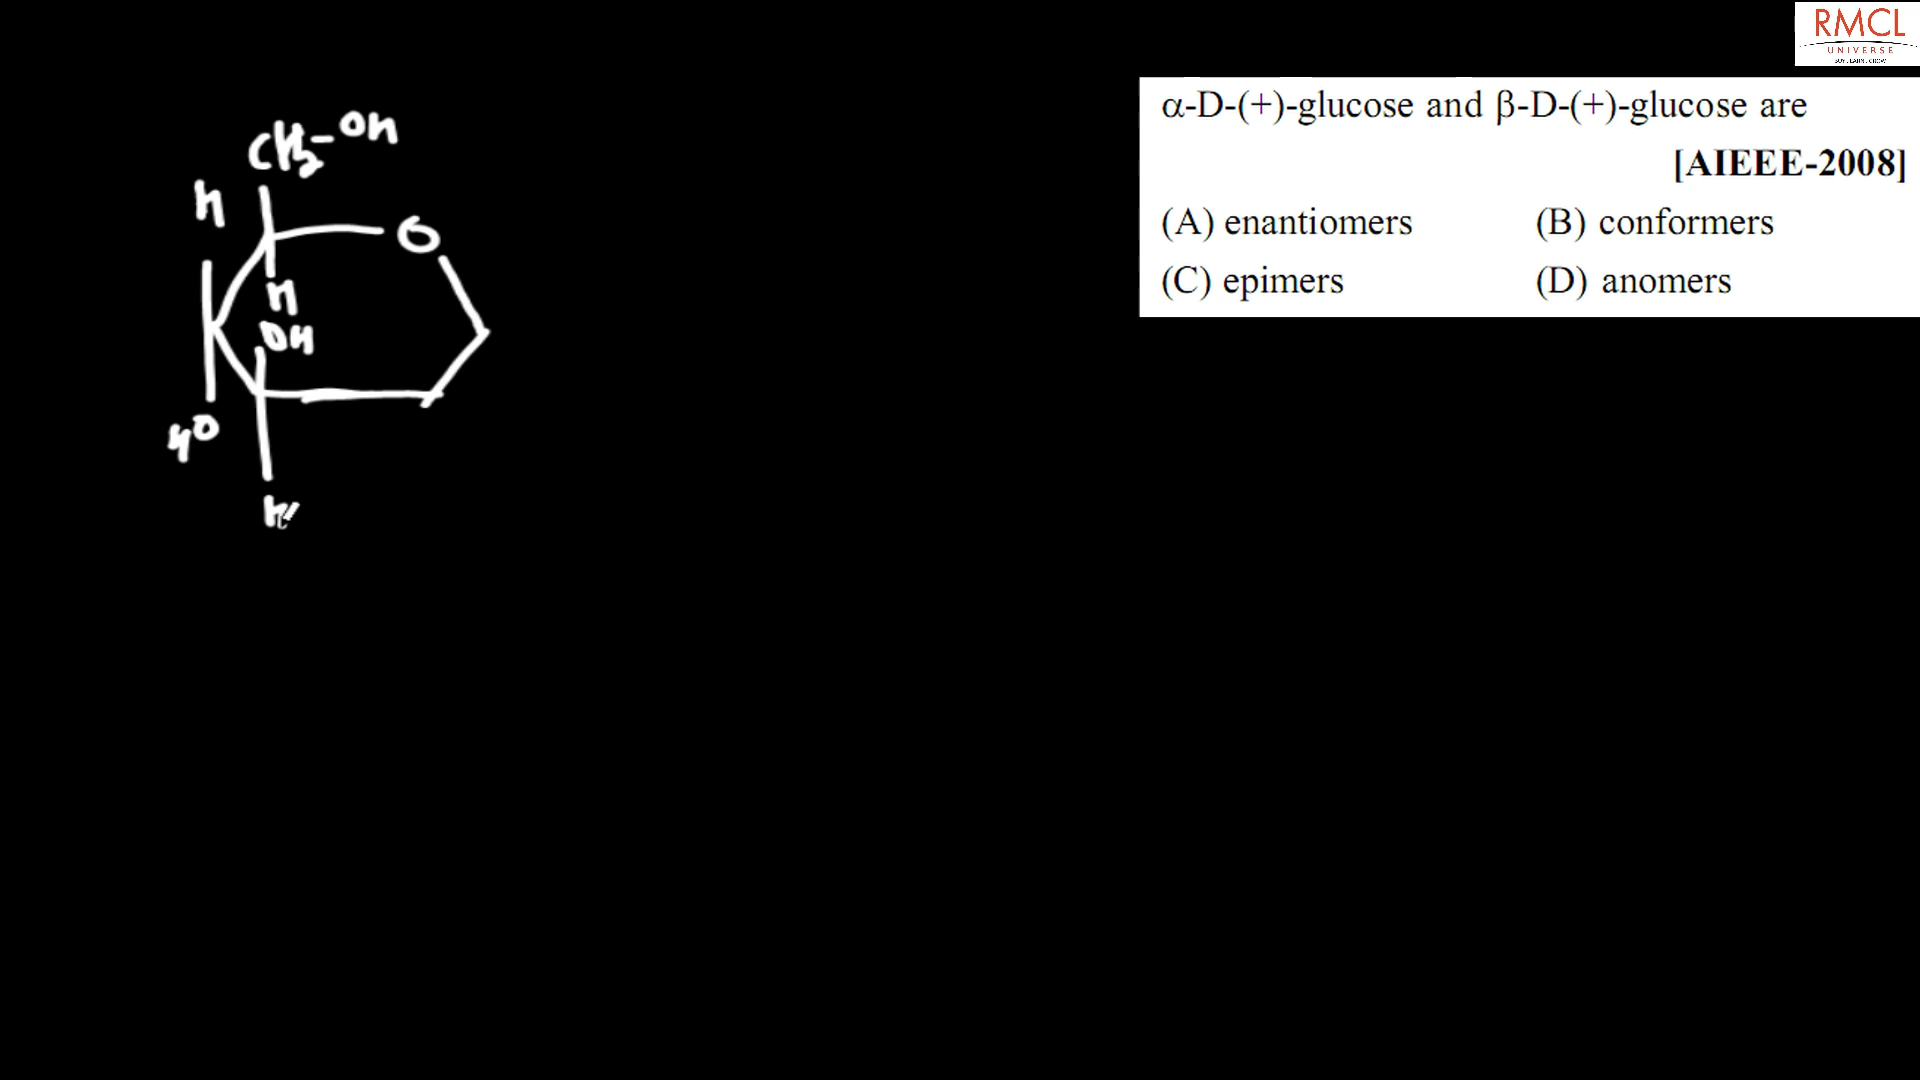 RMCL
UNIVERSE
α-D-(+)-glucose and β-D-(+)-glucose are
[AIEEE-2008]
(A) enantiomers (B) conformers
(C) epimers (D) anomers
CH2-OH
H
O
H
OH
HO
H